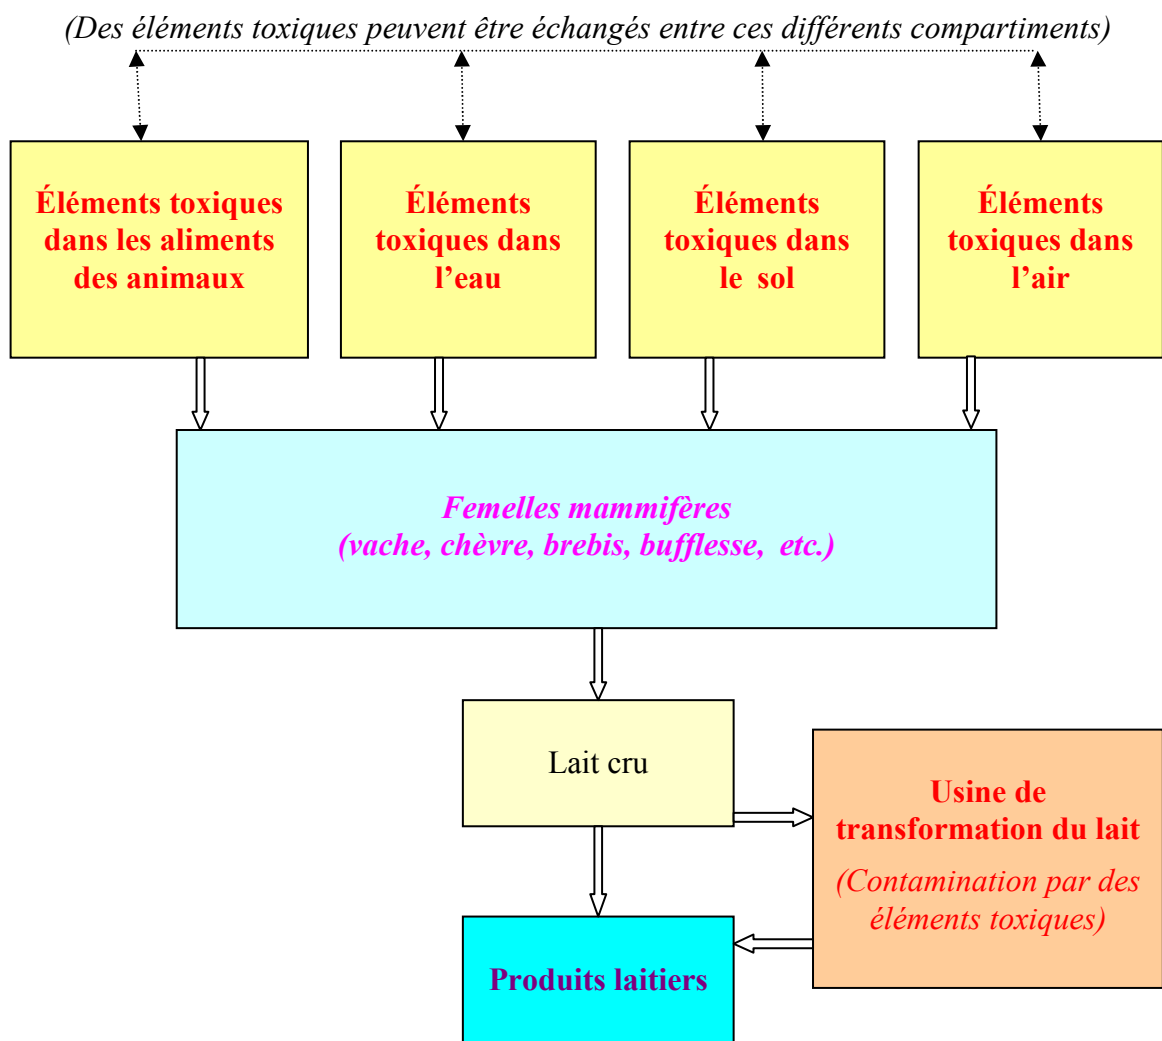 (Des éléments toxiques peuvent être échangés entre ces différents compartiments)
Éléments toxiques
dans les aliments
des animaux
Éléments
toxiques dans
l’eau
Éléments
toxiques dans
le sol
Éléments
toxiques dans
l’air
Femelles mammifères
(vache, chèvre, brebis, bufflesse, etc.)
Lait cru
Usine de
transformation du lait
(Contamination par des
éléments toxiques)
Produits laitiers